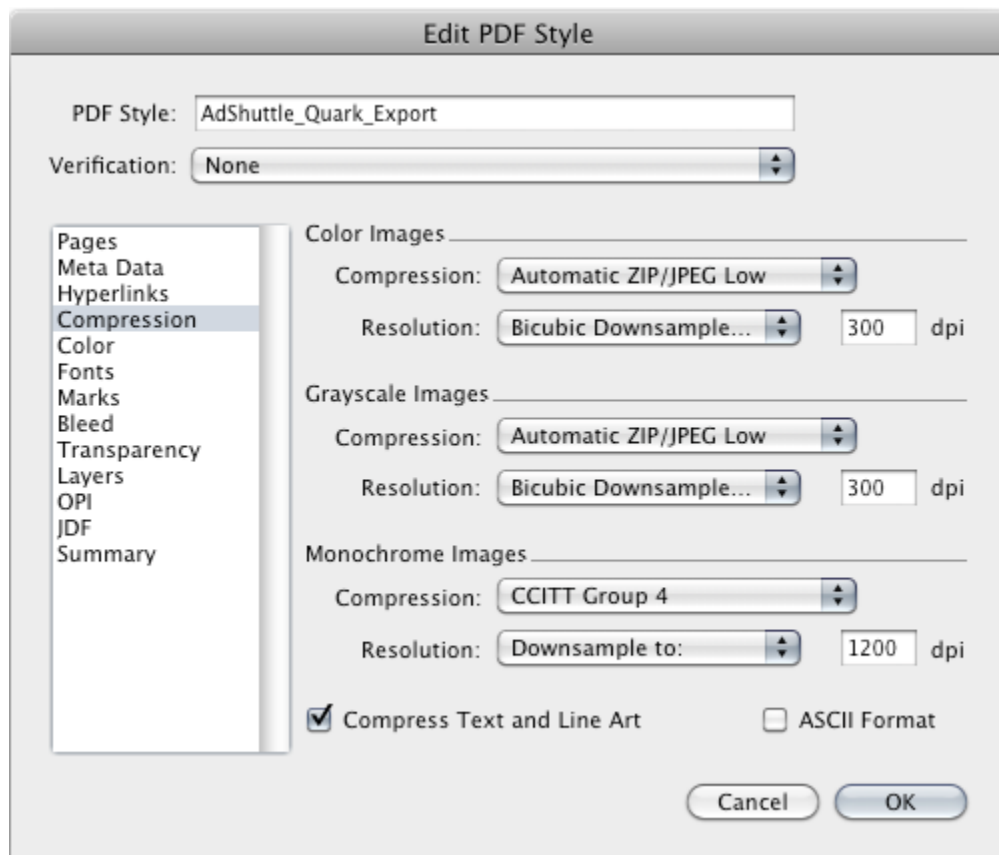 Edit PDF Style
PDF Style: AdShuttle_Quark_Export
Verification: None
Pages
Meta Data
Hyperlinks
Compression
Color
Fonts
Marks
Bleed
Transparency
Layers
OPI
JDF
Summary
Color Images
Compression: Automatic ZIP/JPEG Low
Resolution: Bicubic Downsample... 300 dpi
Grayscale Images
Compression: Automatic ZIP/JPEG Low
Resolution: Bicubic Downsample... 300 dpi
Monochrome Images
Compression: CCITT Group 4
Resolution: Downsample to: 1200 dpi
Compress Text and Line Art ASCII Format
Cancel OK